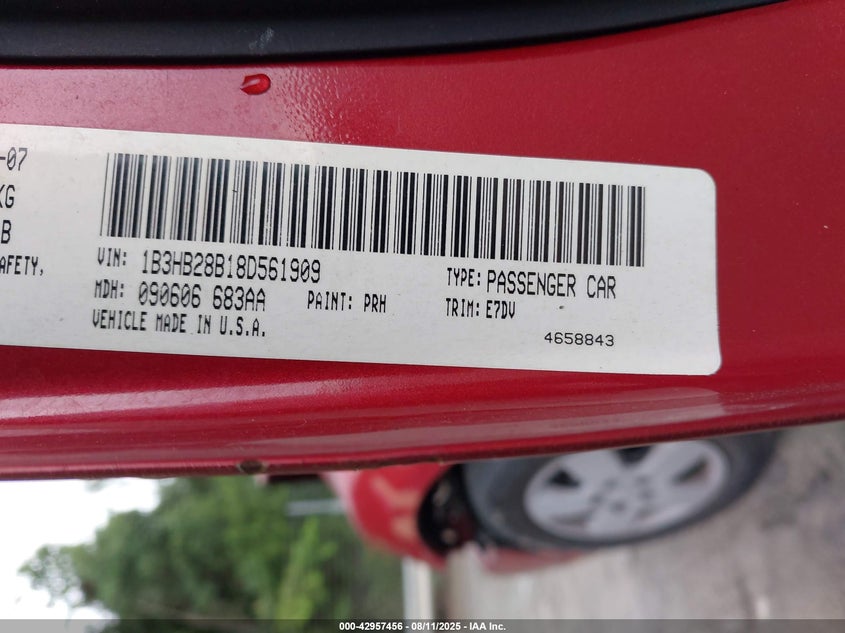 -07
KG
B
AFETY,
VIN: 1B3HB28B18D561909
TYPE: PASSENGER CAR
MDH: 090606 683AA
PAINT: PRH
TRIM: E7DV
VEHICLE MADE IN U.S.A.
4658843
000-42957456 - 08/11/2025 - IAA Inc.